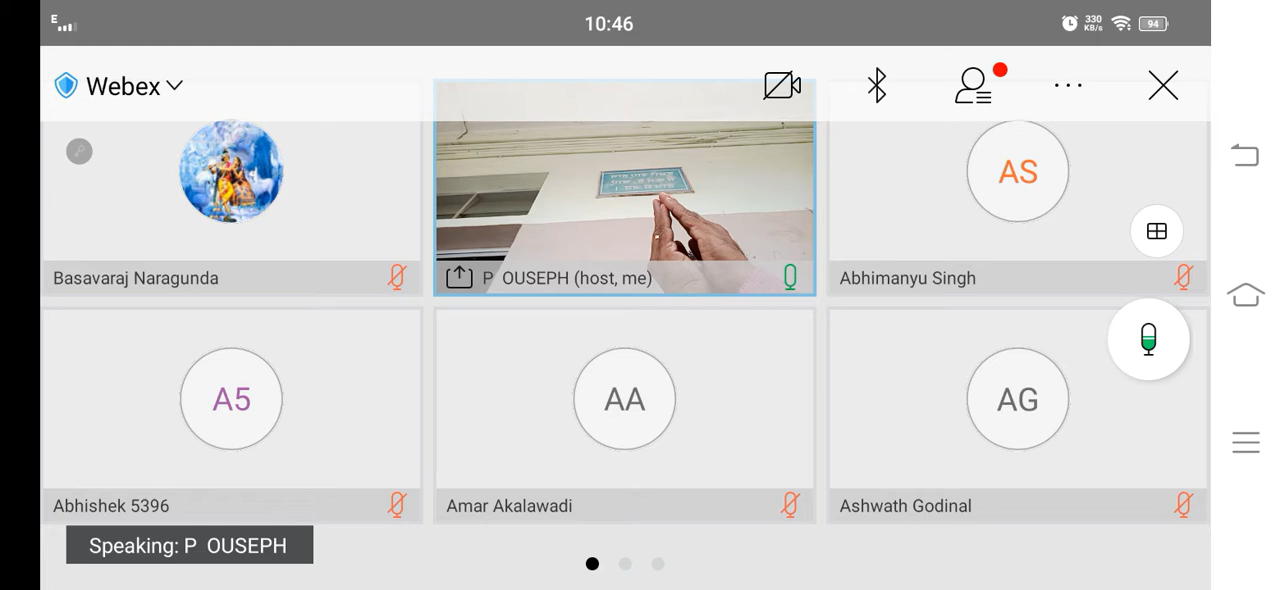 E
10:46
330
KB/s
94
Webex
AS
Basavaraj Naragunda
P OUSEPH (host, me)
Abhimanyu Singh
A5
AA
AG
Abhishek 5396
Amar Akalawadi
Ashwath Godinal
Speaking: P OUSEPH